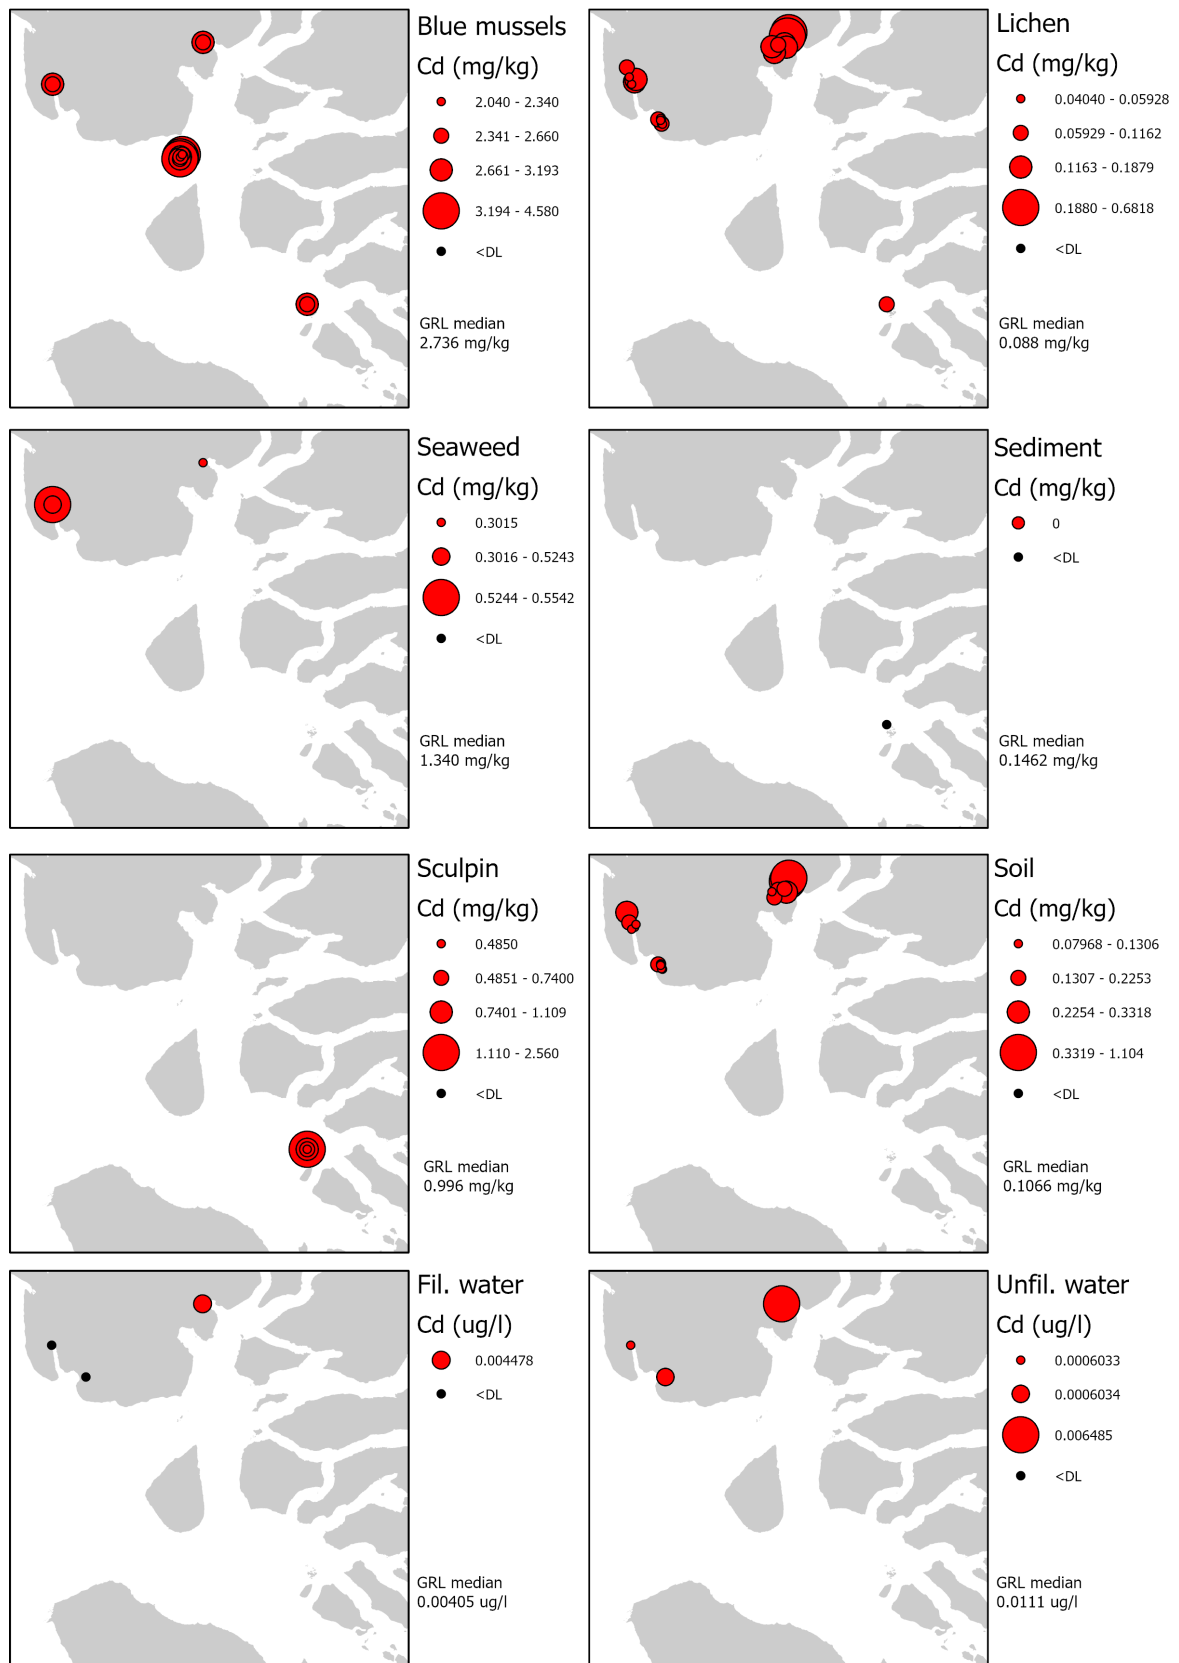 Blue mussels
Cd (mg/kg)
2.040 - 2.340
2.341 - 2.660
2.661 - 3.193
3.194 - 4.580
<DL
GRL median
2.736 mg/kg
Lichen
Cd (mg/kg)
0.04040 - 0.05928
0.05929 - 0.1162
0.1163 - 0.1879
0.1880 - 0.6818
<DL
GRL median
0.088 mg/kg
Seaweed
Cd (mg/kg)
0.3015
0.3016 - 0.5243
0.5244 - 0.5542
<DL
GRL median
1.340 mg/kg
Sediment
Cd (mg/kg)
0
<DL
GRL median
0.1462 mg/kg
Sculpin
Cd (mg/kg)
0.4850
0.4851 - 0.7400
0.7401 - 1.109
1.110 - 2.560
<DL
GRL median
0.996 mg/kg
Soil
Cd (mg/kg)
0.07968 - 0.1306
0.1307 - 0.2253
0.2254 - 0.3318
0.3319 - 1.104
<DL
GRL median
0.1066 mg/kg
Fil. water
Cd (ug/l)
0.004478
<DL
GRL median
0.00405 ug/l
Unfil. water
Cd (ug/l)
0.0006033
0.0006034
0.006485
<DL
GRL median
0.0111 ug/l